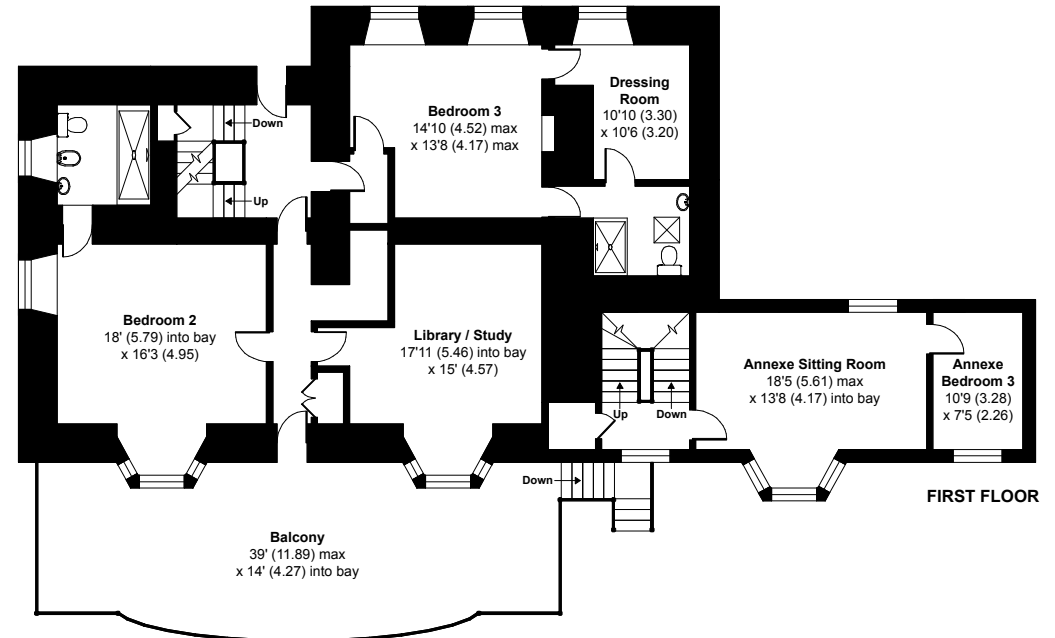 Bedroom 3
14'10 (4.52) max
x 13'8 (4.17) max
Dressing
Room
10'10 (3.30)
x 10'6 (3.20)
Down
Up
Bedroom 2
18' (5.79) into bay
x 16'3 (4.95)
Library / Study
17'11 (5.46) into bay
x 15' (4.57)
Up
Down
Annexe Sitting Room
18'5 (5.61) max
x 13'8 (4.17) into bay
Annexe
Bedroom 3
10'9 (3.28)
x 7'5 (2.26)
Down
FIRST FLOOR
Balcony
39' (11.89) max
x 14' (4.27) into bay